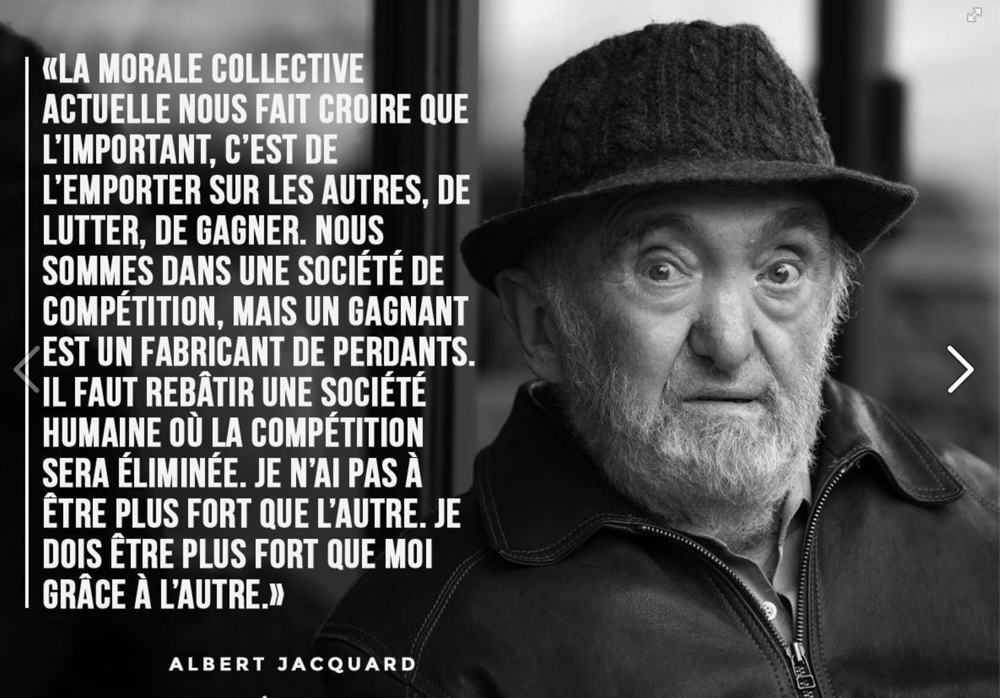 «LA MORALE COLLECTIVE
ACTUELLE NOUS FAIT CROIRE QUE
L’IMPORTANT, C’EST DE
L’EMPORTER SUR LES AUTRES, DE
LUTTER, DE GAGNER. NOUS
SOMMES DANS UNE SOCIÉTÉ DE
COMPÉTITION, MAIS UN GAGNANT
EST UN FABRICANT DE PERDANTS.
IL FAUT REBÂTIR UNE SOCIÉTÉ
HUMAINE OÙ LA COMPÉTITION
SERA ÉLIMINÉE. JE N’AI PAS À
ÊTRE PLUS FORT QUE L’AUTRE. JE
DOIS ÊTRE PLUS FORT QUE MOI
GRÂCE À L’AUTRE.»
ALBERT JACQUARD